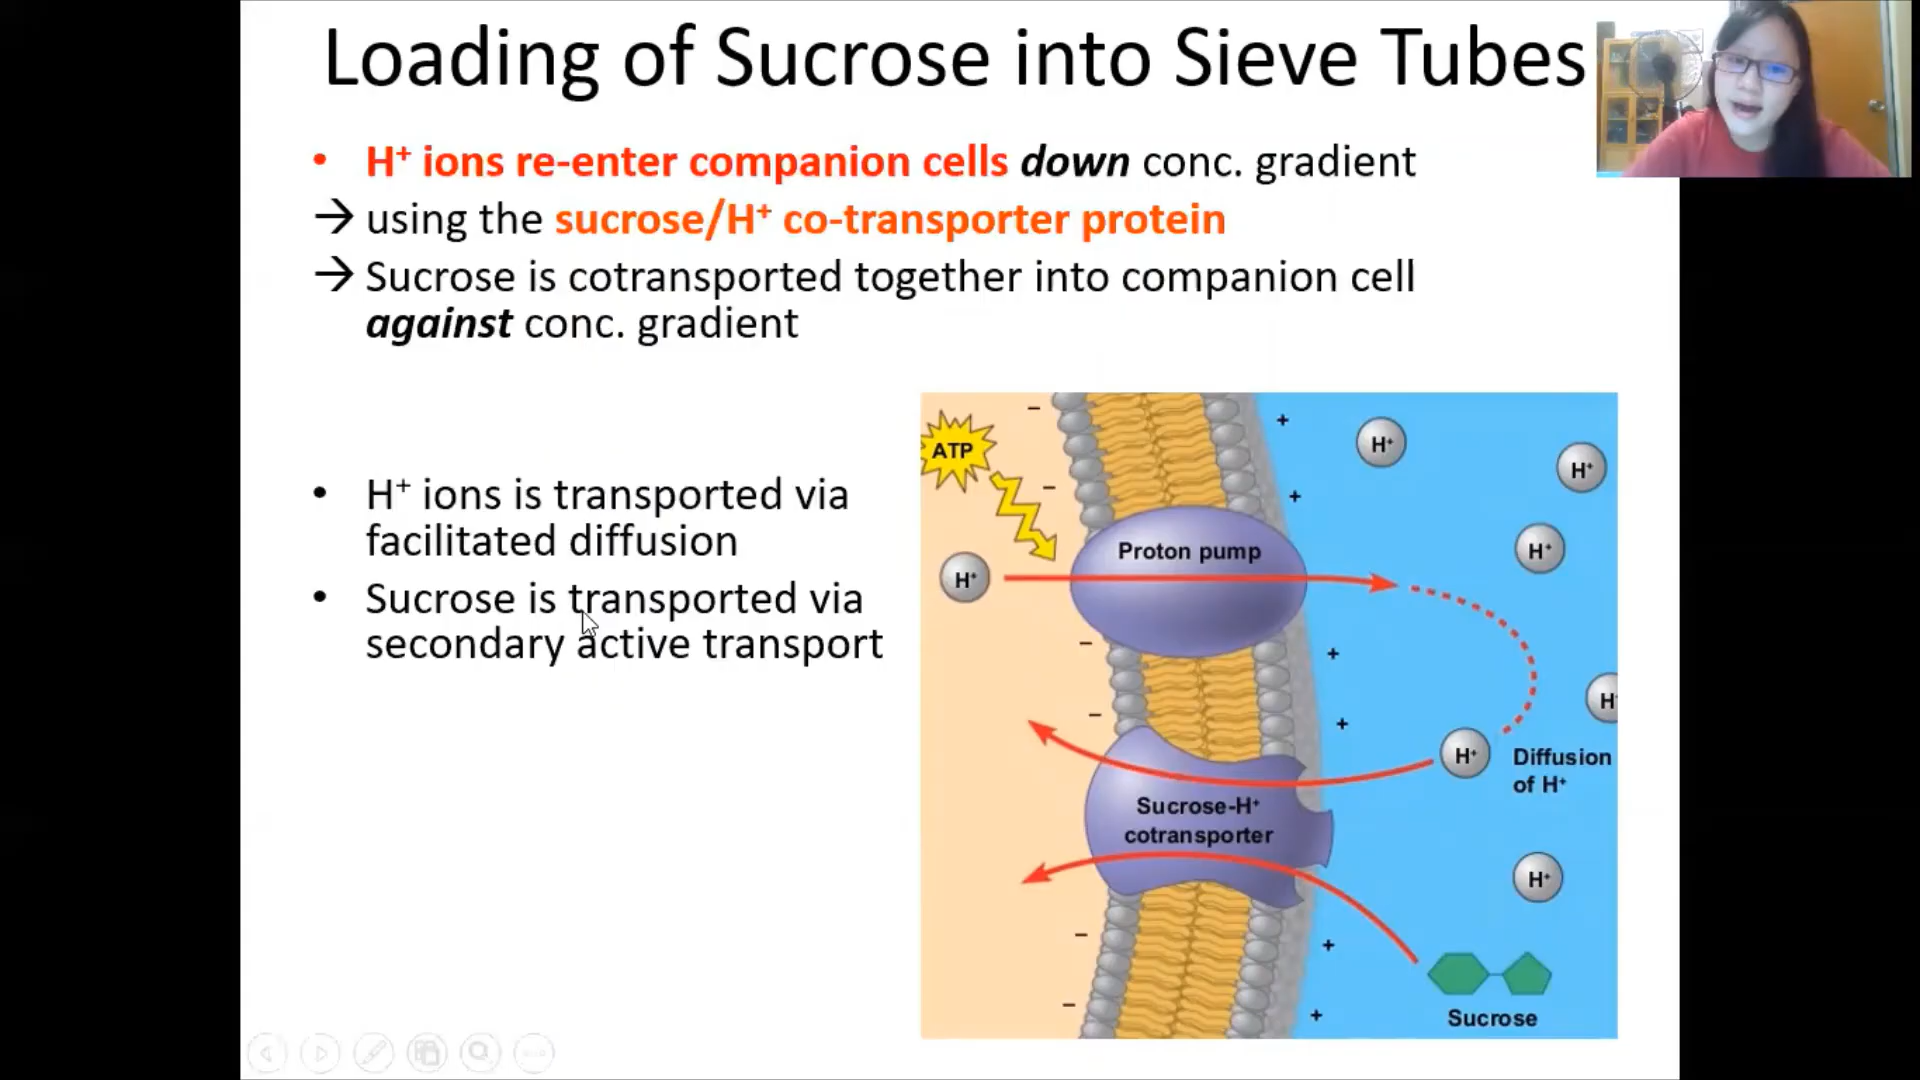 Loading of Sucrose into Sieve Tubes
• H⁺ ions re-enter companion cells down conc. gradient
→ using the sucrose/H⁺ co-transporter protein
→ Sucrose is cotransported together into companion cell
against conc. gradient
• H⁺ ions is transported via
facilitated diffusion
• Sucrose is transported via
secondary active transport
ATP
H⁺
Proton pump
H⁺
H⁺
H⁺
H
H⁺
Diffusion
of H⁺
Sucrose-H⁺
cotransporter
H⁺
Sucrose